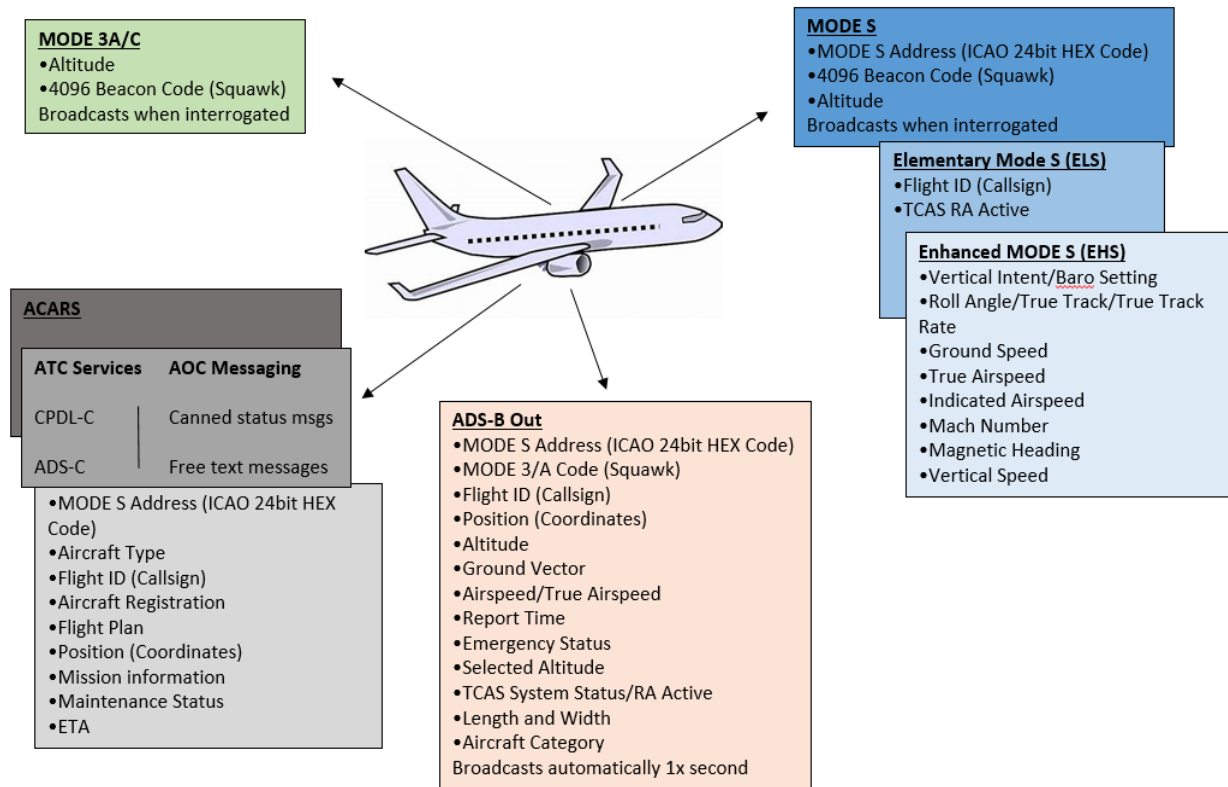 MODE 3A/C
•Altitude
•4096 Beacon Code (Squawk)
Broadcasts when interrogated
MODE S
•MODE S Address (ICAO 24bit HEX Code)
•4096 Beacon Code (Squawk)
•Altitude
Broadcasts when interrogated
Elementary Mode S (ELS)
•Flight ID (Callsign)
•TCAS RA Active
Enhanced MODE S (EHS)
•Vertical Intent/Baro Setting
•Roll Angle/True Track/True Track
Rate
•Ground Speed
•True Airspeed
•Indicated Airspeed
•Mach Number
•Magnetic Heading
•Vertical Speed
ACARS
ATC Services AOC Messaging
CPDL-C Canned status msgs
ADS-C Free text messages
•MODE S Address (ICAO 24bit HEX
Code)
•Aircraft Type
•Flight ID (Callsign)
•Aircraft Registration
•Flight Plan
•Position (Coordinates)
•Mission information
•Maintenance Status
•ETA
ADS-B Out
•MODE S Address (ICAO 24bit HEX Code)
•MODE 3/A Code (Squawk)
•Flight ID (Callsign)
•Position (Coordinates)
•Altitude
•Ground Vector
•Airspeed/True Airspeed
•Report Time
•Emergency Status
•Selected Altitude
•TCAS System Status/RA Active
•Length and Width
•Aircraft Category
Broadcasts automatically 1x second